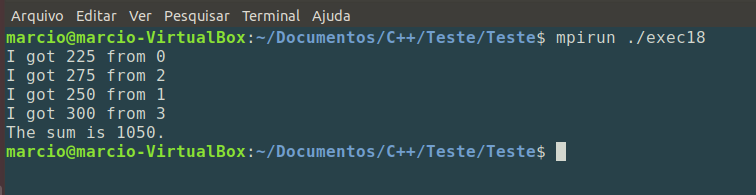 Arquivo Editar Ver Pesquisar Terminal Ajuda
marcio@marcio-VirtualBox:~/Documentos/C++/Teste/Teste$ mpirun ./exec18
I got 225 from 0
I got 275 from 2
I got 250 from 1
I got 300 from 3
The sum is 1050.
marcio@marcio-VirtualBox:~/Documentos/C++/Teste/Teste$